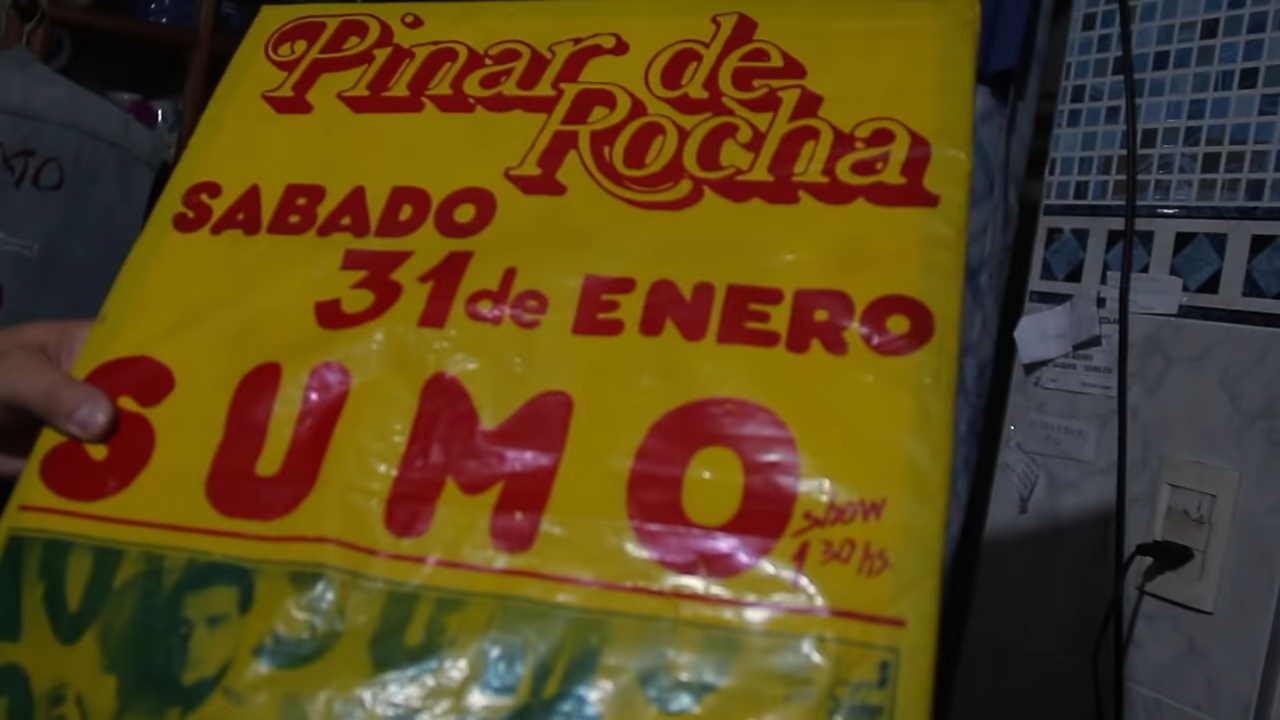 Pinar de
Rocha
SABADO
31 de ENERO
SUMO
show
1 30 hs.